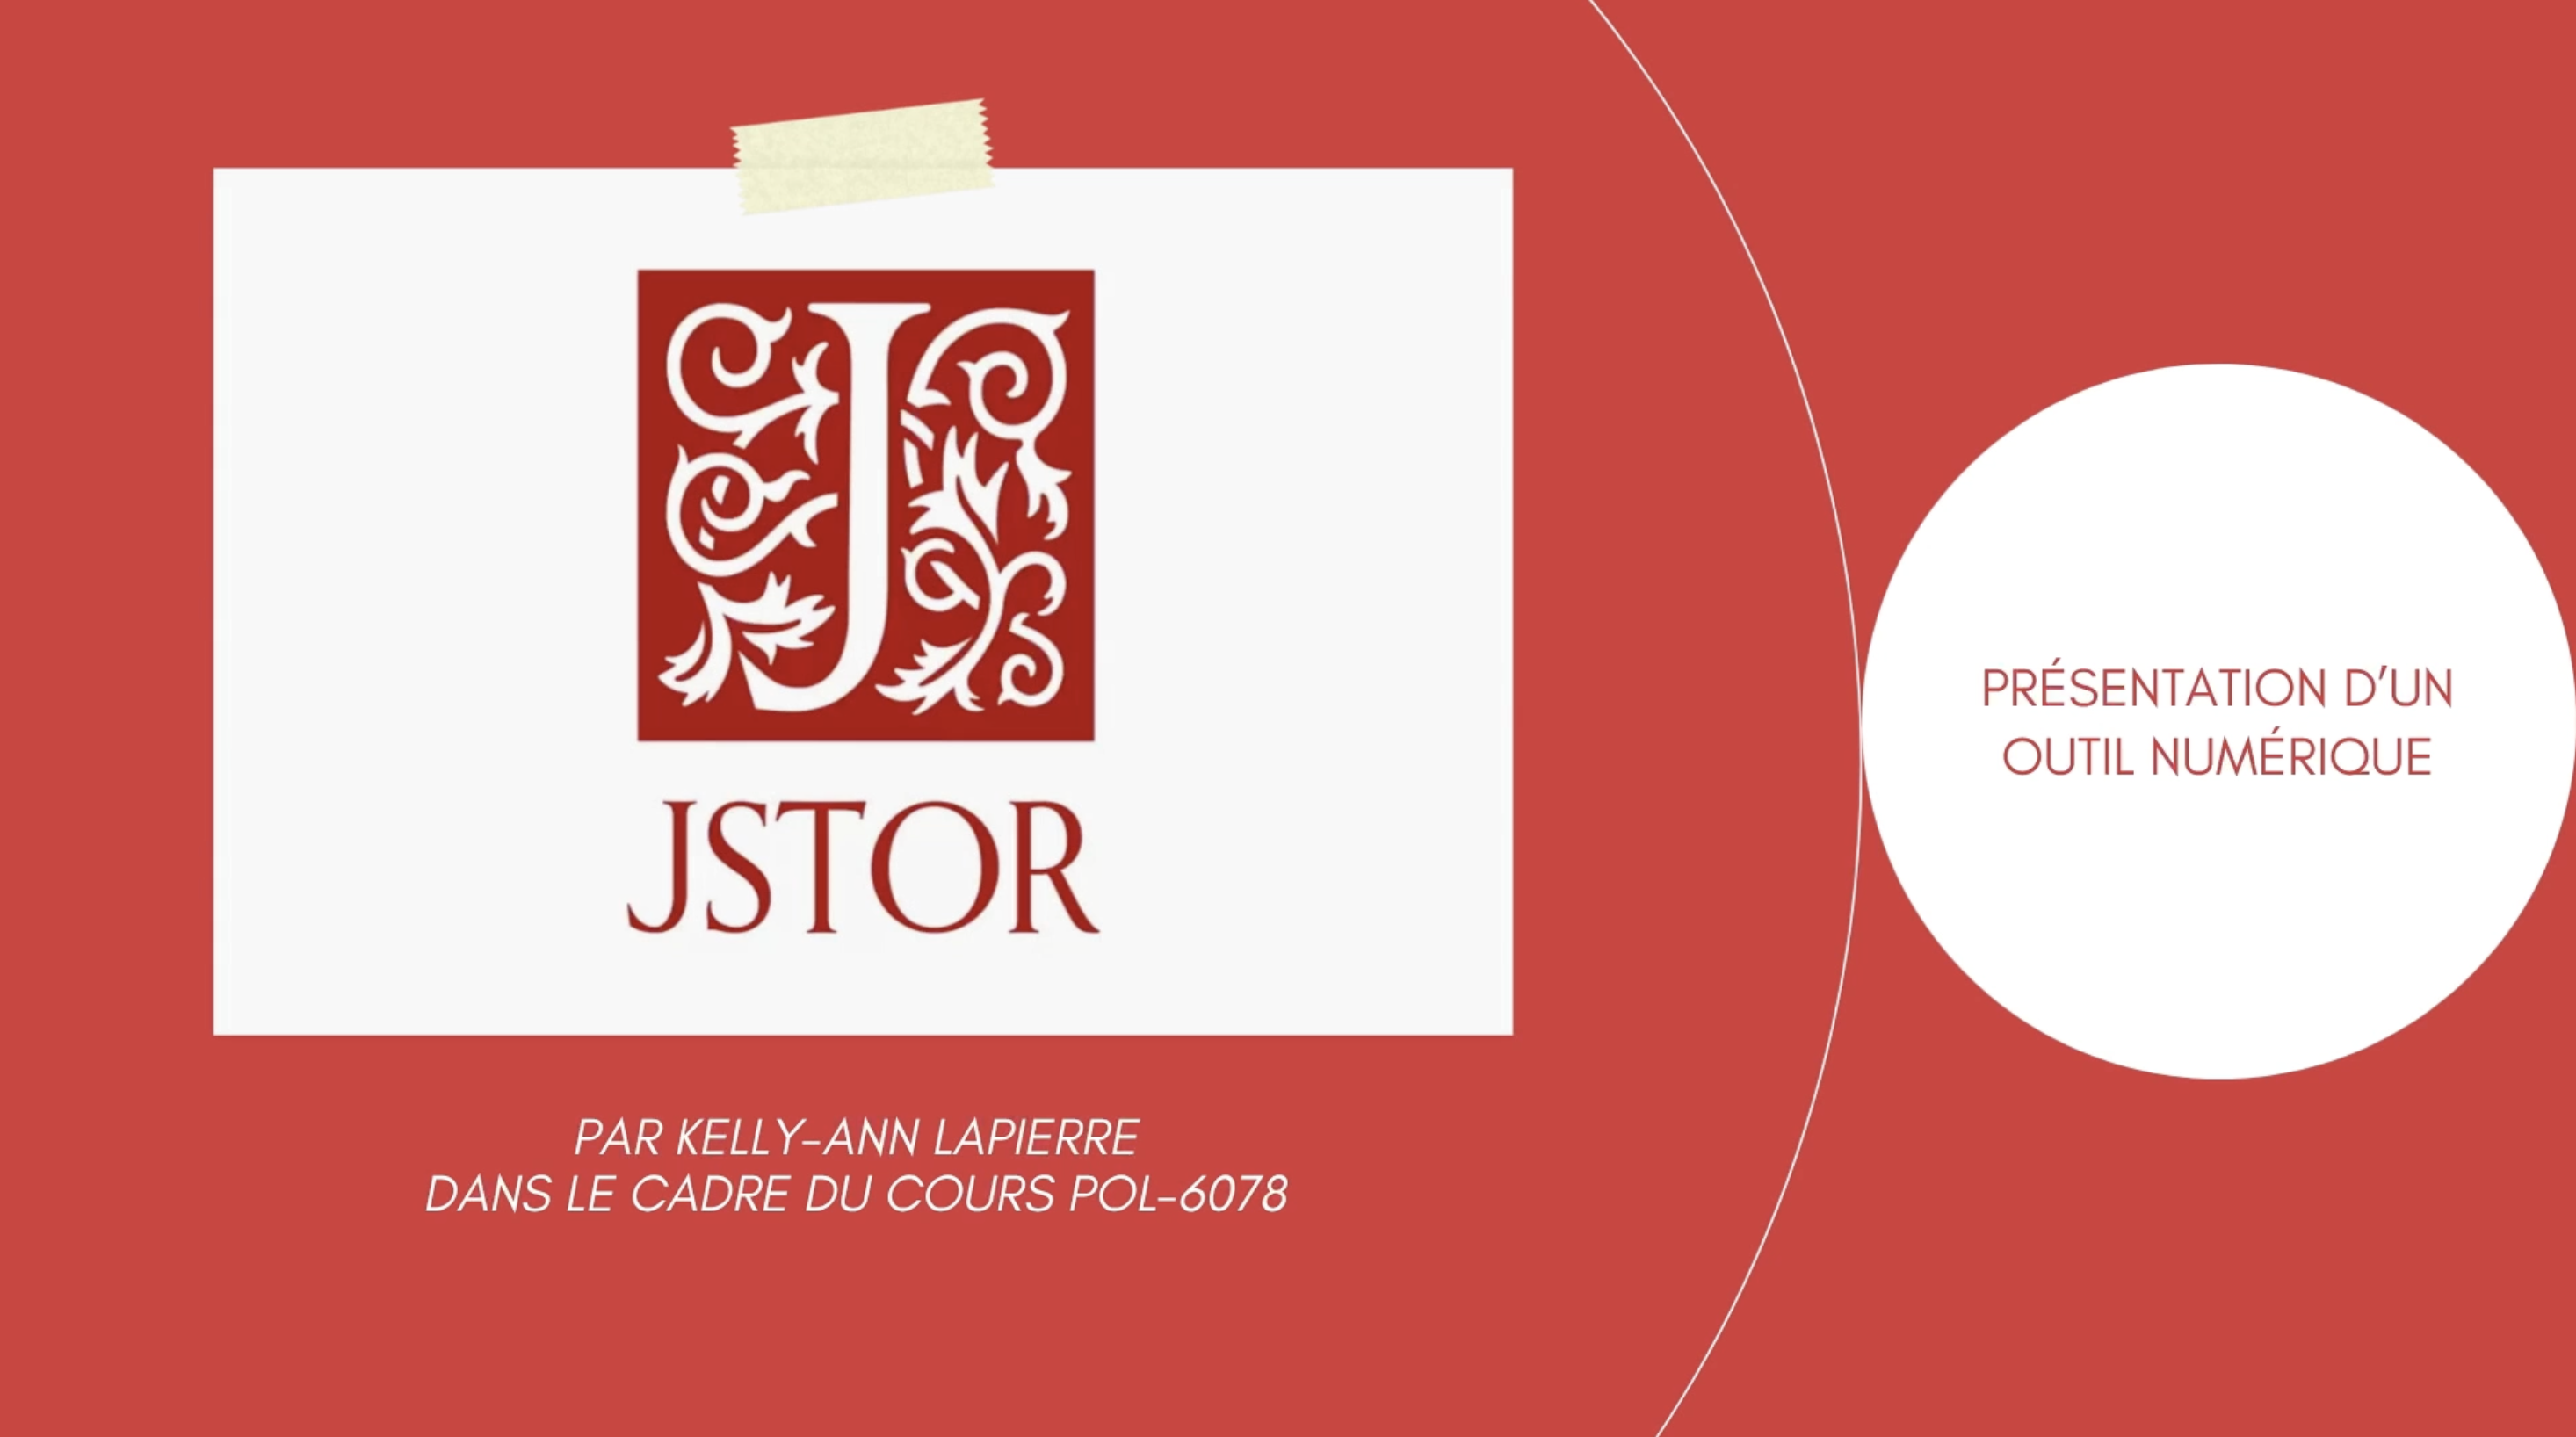 JSTOR
PAR KELLY-ANN LAPIERRE
DANS LE CADRE DU COURS POL-6078
PRÉSENTATION D’UN
OUTIL NUMÉRIQUE